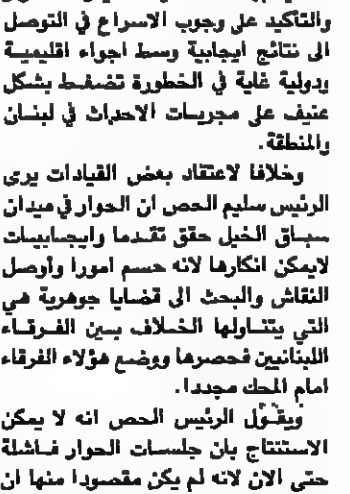 والتأكيد على وجوب الاسراع في التوصل
الى نتائج ايجابية وسط اجواء اقليمية
ودولية غاية في الخطورة تضغط بشكل
عنيف على مجريات الاحداث في لبنان
والمنطقة.
وخلافا لاعتقاد بعض القيادات يرى
الرئيس سليم الحص ان الحوار في ميدان
سباق الخيل حقق تقدما وايجابيات
لايمكن انكارها لانه حسم امورا وأوصل
النقاش والبحث الى قضايا جوهرية هي
التي يتناولها الخلاف بين الفرقاء
اللبنانيين فحصرها ووضع هؤلاء الفرقاء
امام المحك مجددا.
ويقول الرئيس الحص انه لا يمكن
الاستنتاج بان جلسات الحوار فاشلة
حتى الان لانه لم يكن مقصودا منها ان